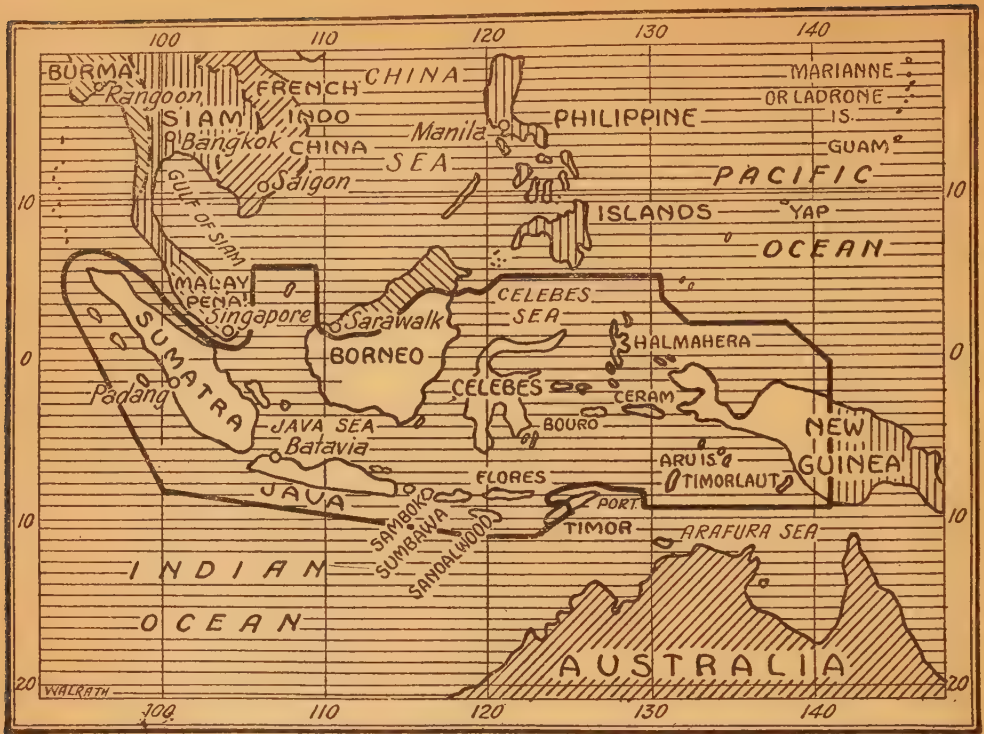 100 110 120 130 140
BURMA
Rangoon
SIAM
Bangkok
FRENCH
INDO
CHINA
Saigon
CHINA
SEA
Manila
PHILIPPINE
ISLANDS
MARIANNE
OR LADRONE
IS.
GUAM
PACIFIC
YAP
OCEAN
10
10
GULF OF SIAM
MALAY
PENA.
Singapore
Sarawalk
CELEBES
SEA
SUMATRA
Padang
BORNEO
CELEBES
HALMAHERA
CERAM
BOURO
0
0
JAVA SEA
Batavia
JAVA
FLORES
SAMBOK
SUMBAWA
SANOALWOOD
PORT.
TIMOR
ARU IS
TIMORLAUT
NEW
GUINEA
ARAFURA SEA
10
10
INDIAN
OCEAN
AUSTRALIA
20
20
WALRATH
100 110 120 130 140